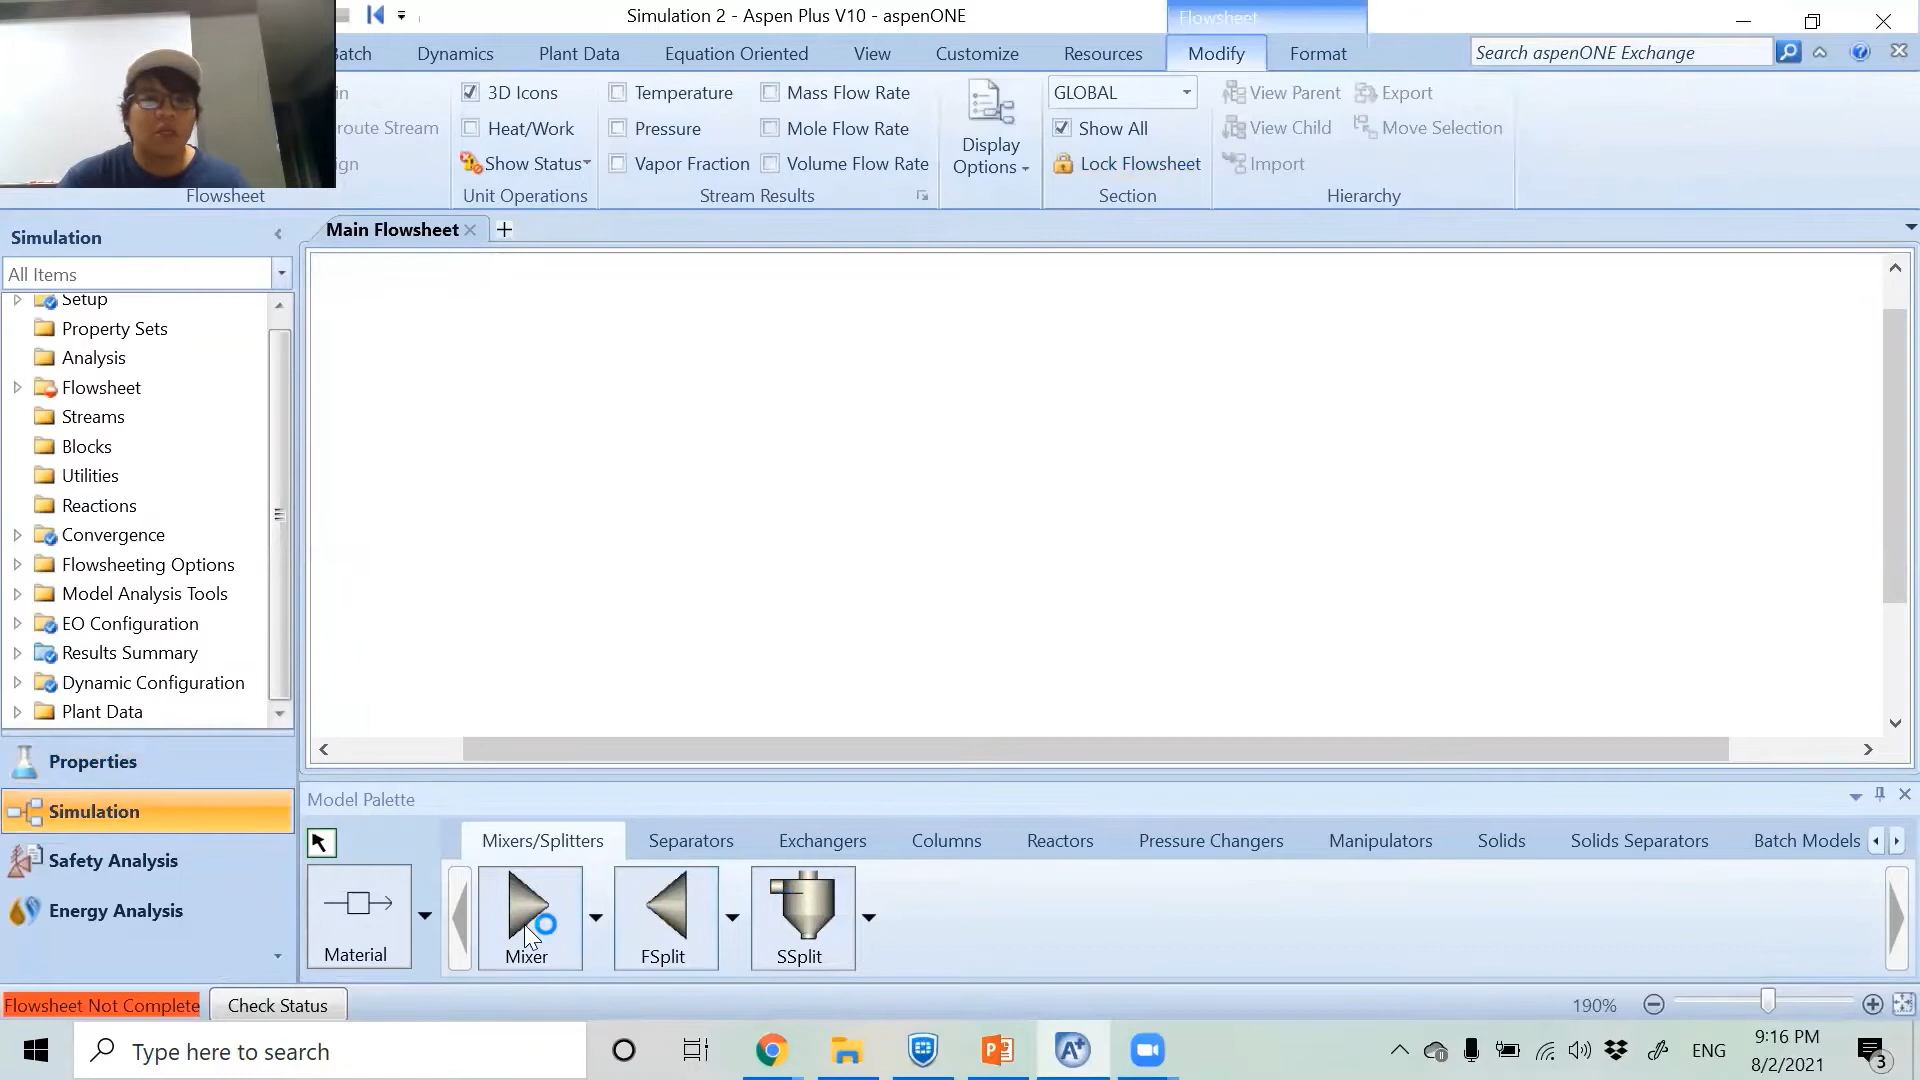 Simulation 2 - Aspen Plus V10 - aspenONE
Flowsheet
Batch
Dynamics
Plant Data
Equation Oriented
View
Customize
Resources
Modify
Format
Search aspenONE Exchange
3D Icons
Temperature
Mass Flow Rate
GLOBAL
View Parent
Export
route Stream
Heat/Work
Pressure
Mole Flow Rate
Display
Options
Show All
View Child
Move Selection
Show Status
Vapor Fraction
Volume Flow Rate
Lock Flowsheet
Import
Flowsheet
Unit Operations
Stream Results
Section
Hierarchy
Simulation
Main Flowsheet
All Items
Setup
Property Sets
Analysis
Flowsheet
Streams
Blocks
Utilities
Reactions
Convergence
Flowsheeting Options
Model Analysis Tools
EO Configuration
Results Summary
Dynamic Configuration
Plant Data
Properties
Simulation
Safety Analysis
Energy Analysis
Model Palette
Mixers/Splitters
Separators
Exchangers
Columns
Reactors
Pressure Changers
Manipulators
Solids
Solids Separators
Batch Models
Material
Mixer
FSplit
SSplit
Flowsheet Not Complete
Check Status
190%
Type here to search
ENG
9:16 PM
8/2/2021
3